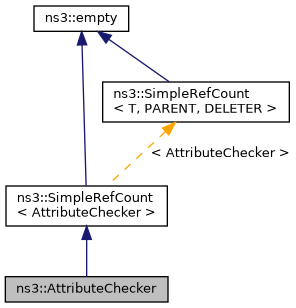 ns3::empty
ns3::SimpleRefCount
< T, PARENT, DELETER >
< AttributeChecker >
ns3::SimpleRefCount
< AttributeChecker >
ns3::AttributeChecker